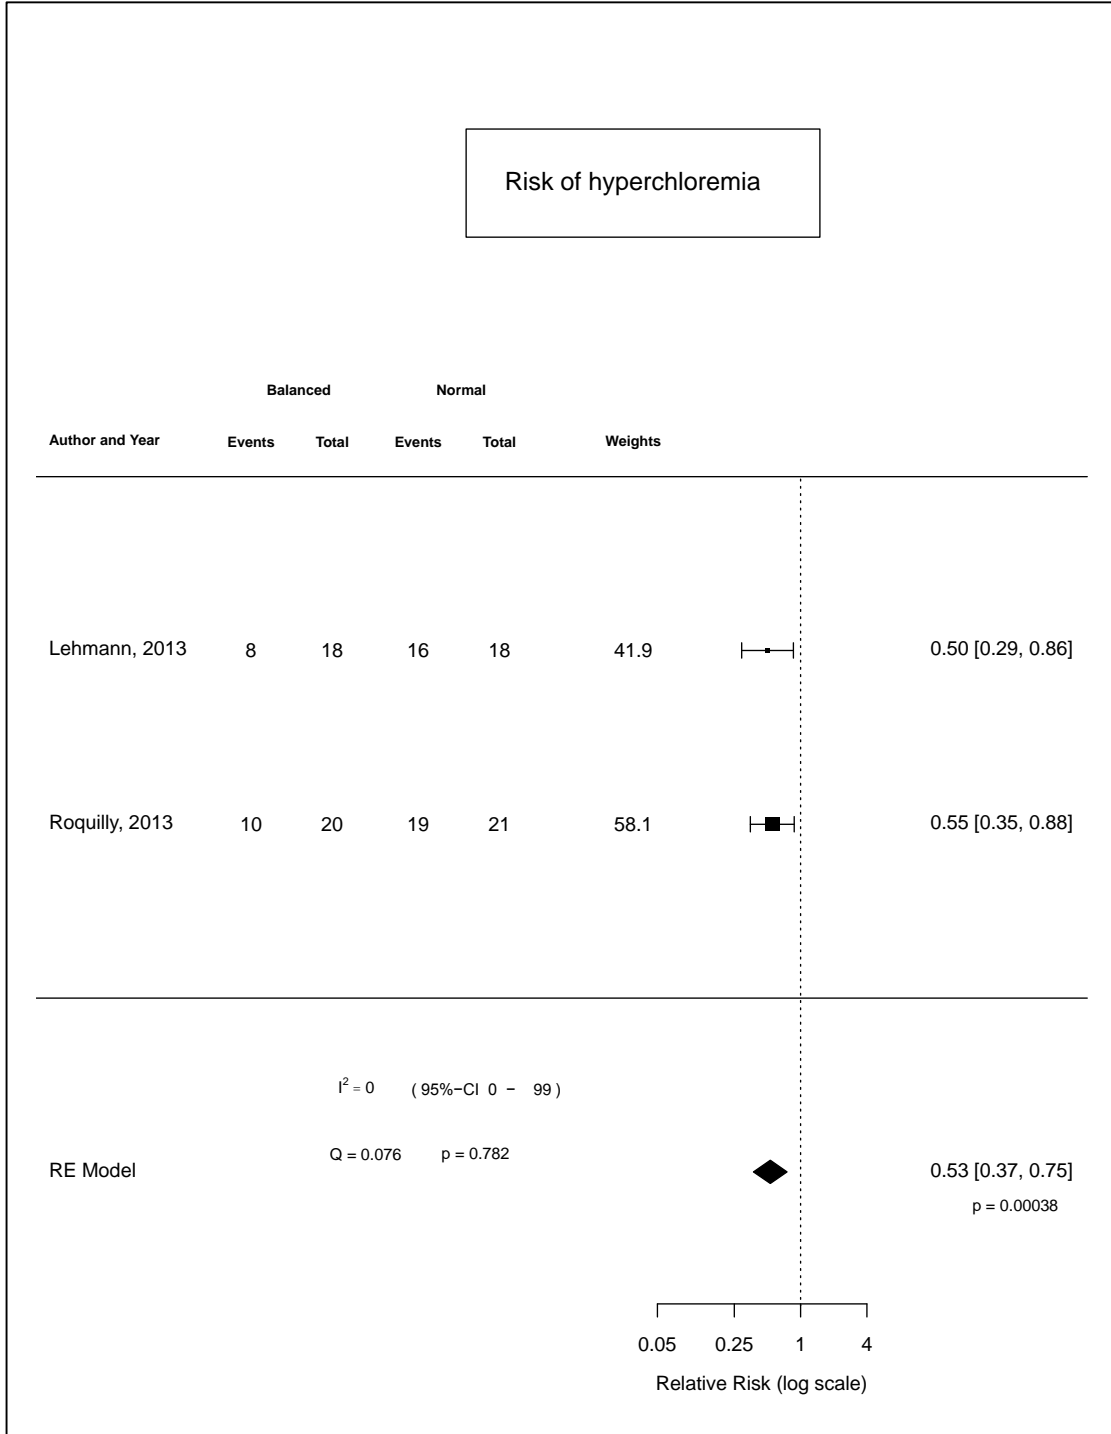 Risk of hyperchloremia
Balanced Normal
Author and Year Events Total Events Total Weights
Lehmann, 2013 8 18 16 18 41.9 0.50 [0.29, 0.86]
Roquilly, 2013 10 20 19 21 58.1 0.55 [0.35, 0.88]
I² = 0 ( 95%−CI 0 − 99 )
Q = 0.076 p = 0.782
RE Model 0.53 [0.37, 0.75]
p = 0.00038
0.05 0.25 1 4
Relative Risk (log scale)